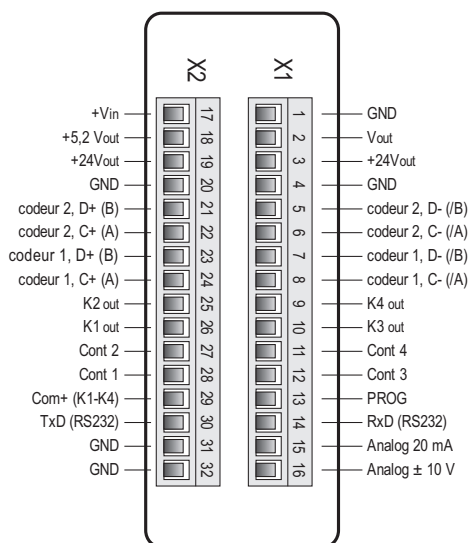 X2 X1
+Vin 17 1 GND
+5,2 Vout 18 2 Vout
+24Vout 19 3 +24Vout
GND 20 4 GND
codeur 2, D+ (B) 21 5 codeur 2, D- (/B)
codeur 2, C+ (A) 22 6 codeur 2, C- (/A)
codeur 1, D+ (B) 23 7 codeur 1, D- (/B)
codeur 1, C+ (A) 24 8 codeur 1, C- (/A)
K2 out 25 9 K4 out
K1 out 26 10 K3 out
Cont 2 27 11 Cont 4
Cont 1 28 12 Cont 3
Com+ (K1-K4) 29 13 PROG
TxD (RS232) 30 14 RxD (RS232)
GND 31 15 Analog 20 mA
GND 32 16 Analog ± 10 V